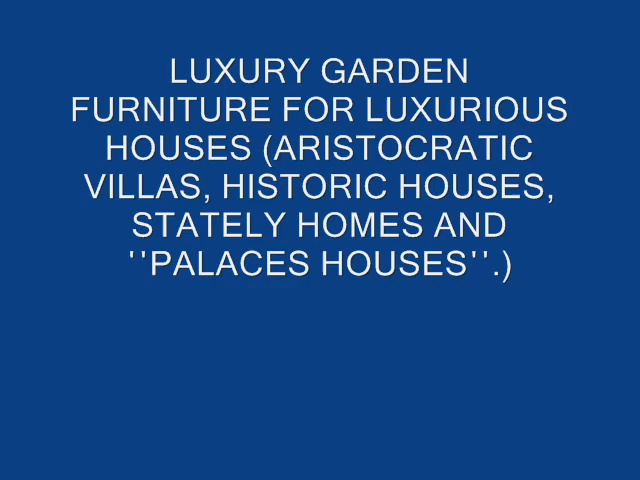 LUXURY GARDEN
FURNITURE FOR LUXURIOUS
HOUSES (ARISTOCRATIC
VILLAS, HISTORIC HOUSES,
STATELY HOMES AND
''PALACES HOUSES''.)